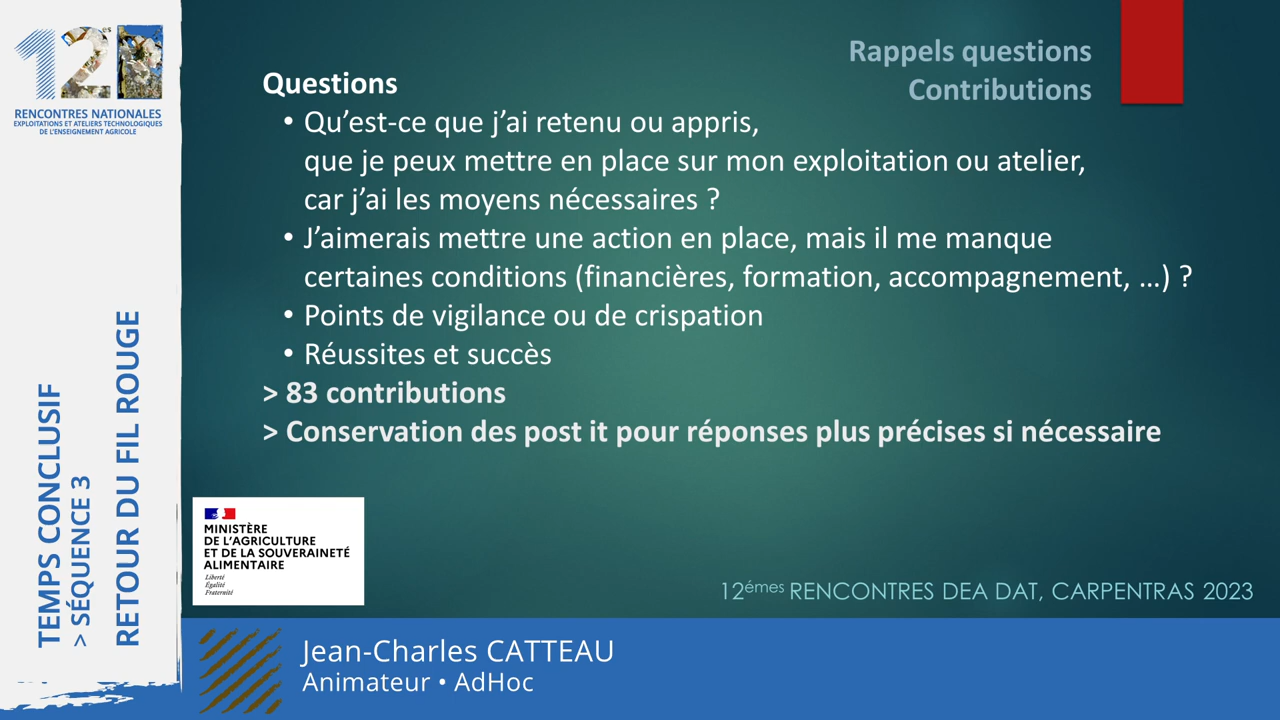 12es
RENCONTRES NATIONALES
EXPLOITATIONS ET ATELIERS TECHNOLOGIQUES
DE L'ENSEIGNEMENT AGRICOLE
TEMPS CONCLUSIF
> SÉQUENCE 3
RETOUR DU FIL ROUGE
Rappels questions
Contributions
Questions
• Qu’est-ce que j’ai retenu ou appris,
que je peux mettre en place sur mon exploitation ou atelier,
car j’ai les moyens nécessaires ?
• J’aimerais mettre une action en place, mais il me manque
certaines conditions (financières, formation, accompagnement, …) ?
• Points de vigilance ou de crispation
• Réussites et succès
> 83 contributions
> Conservation des post it pour réponses plus précises si nécessaire
MINISTÈRE
DE L’AGRICULTURE
ET DE LA SOUVERAINETÉ
ALIMENTAIRE
Liberté
Égalité
Fraternité
12émes RENCONTRES DEA DAT, CARPENTRAS 2023
Jean-Charles CATTEAU
Animateur • AdHoc